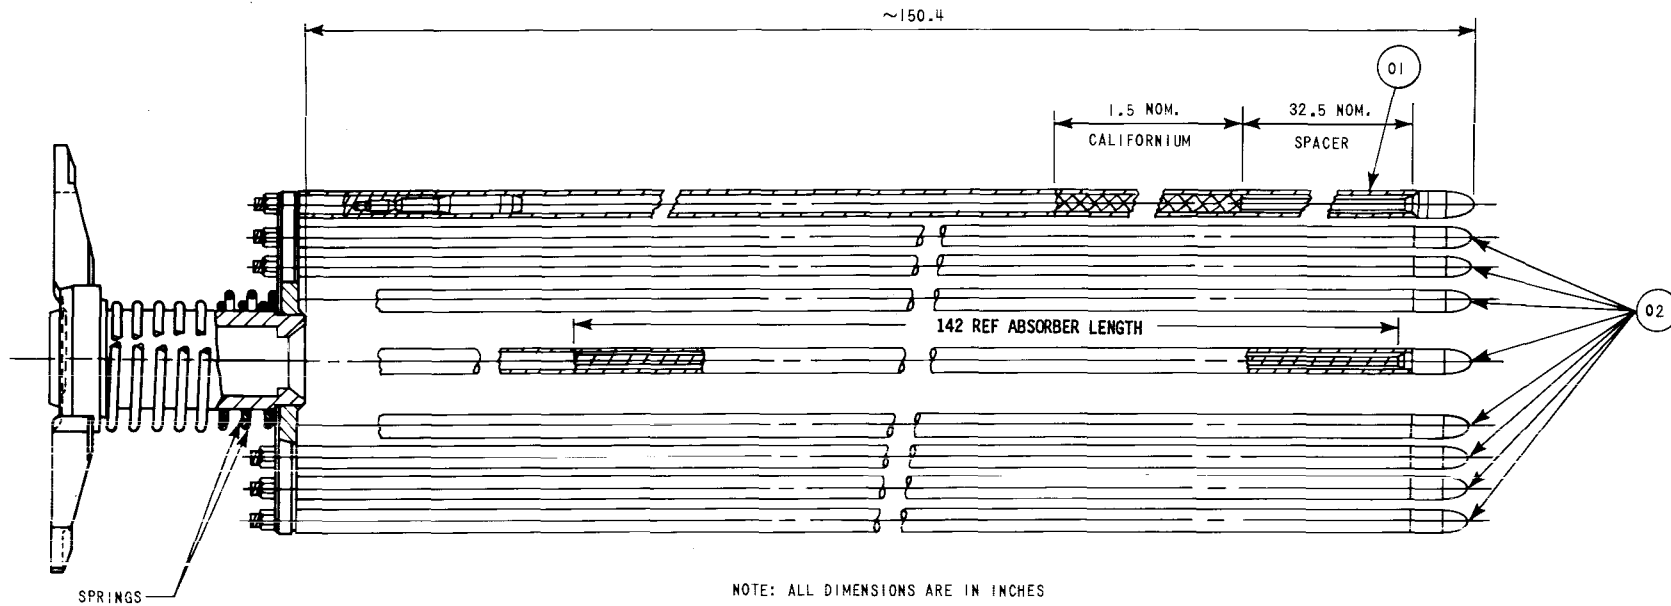 ~150.4
01
1.5 NOM.
CALIFORNIUM
32.5 NOM.
SPACER
142 REF ABSORBER LENGTH
02
SPRINGS
NOTE: ALL DIMENSIONS ARE IN INCHES